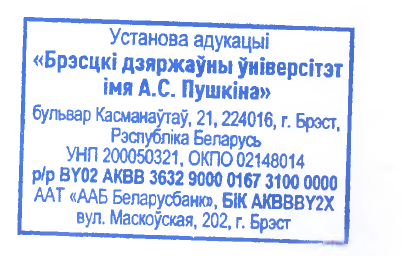 Установа адукацыі
«Брэсцкі дзяржаўны ўніверсітэт
імя А.С. Пушкіна»
бульвар Касманаўтаў, 21, 224016, г. Брэст,
Рэспубліка Беларусь
УНП 200050321, ОКПО 02148014
р/р BY02 AKBB 3632 9000 0167 3100 0000
ААТ «ААБ Беларусбанк», БІК AKBBBY2X
вул. Маскоўская, 202, г. Брэст